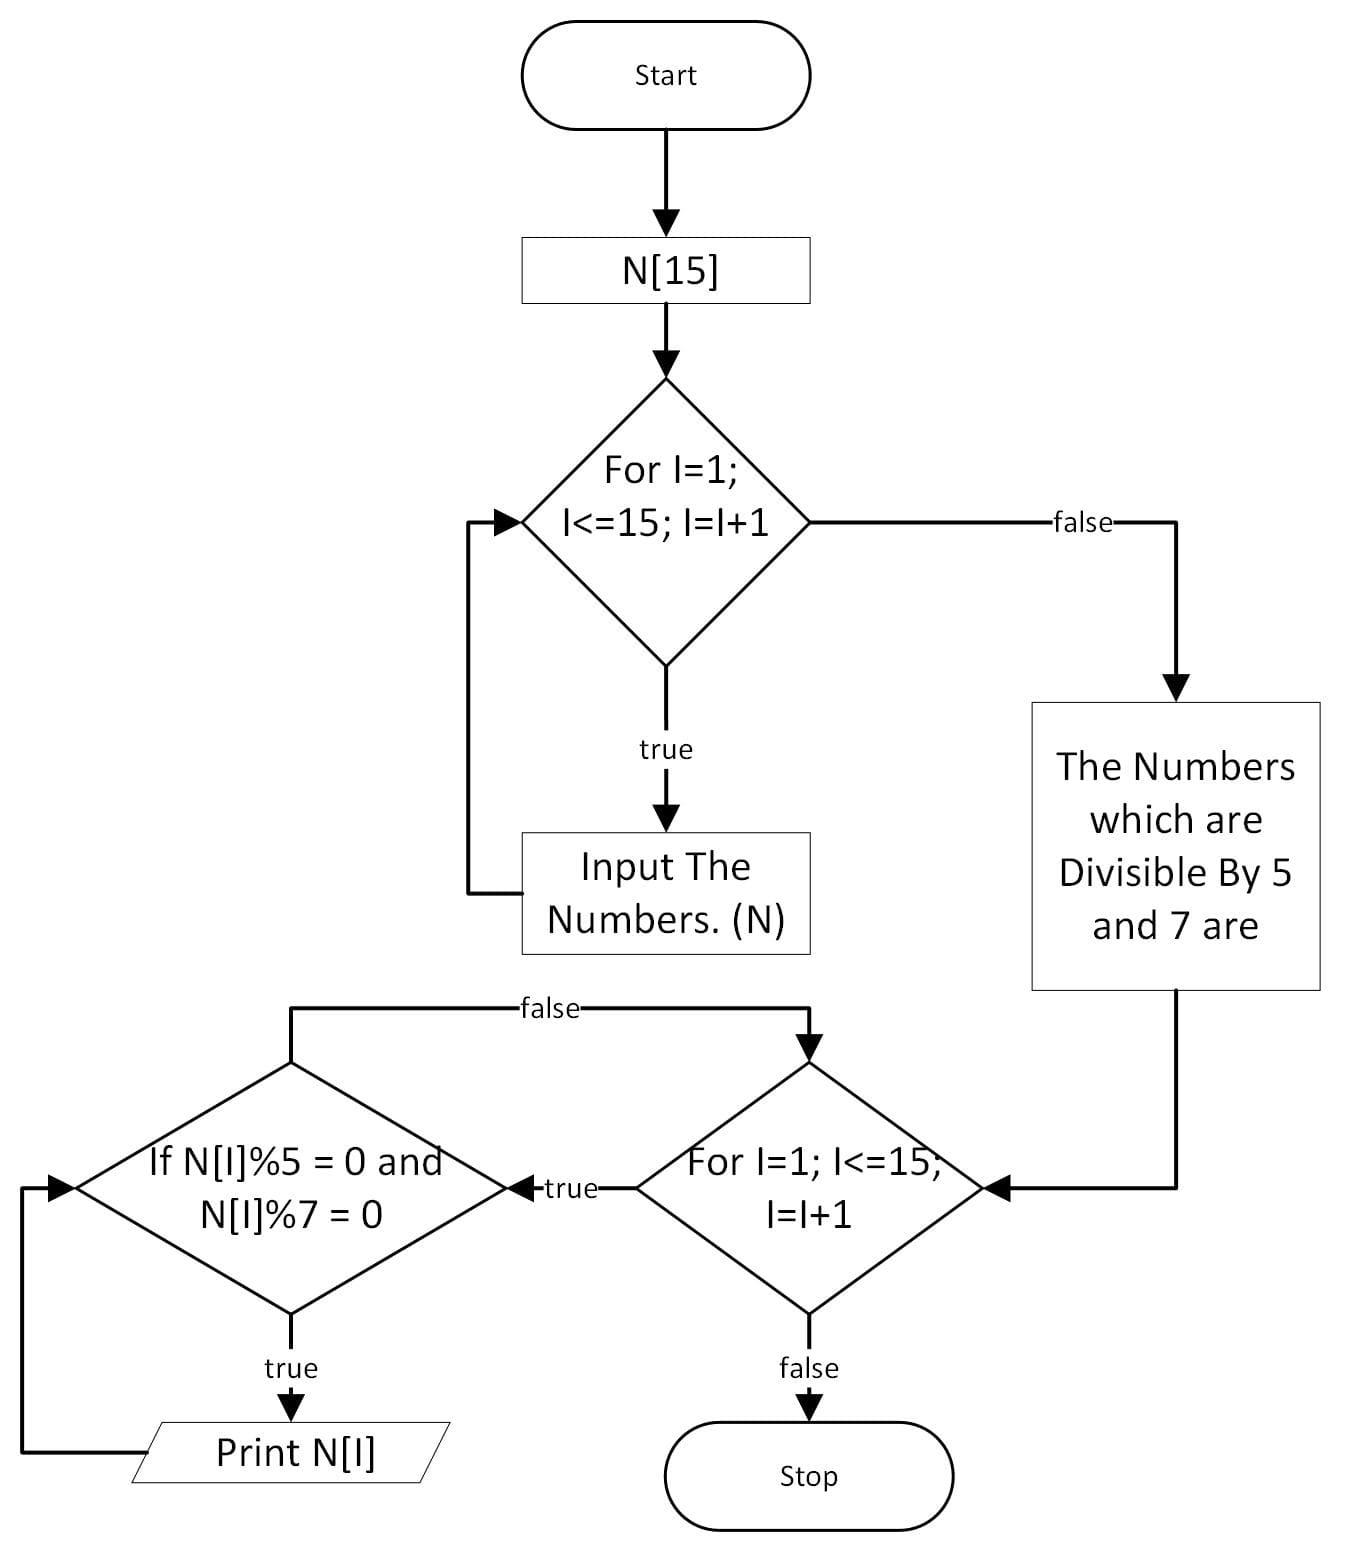 Start
N[15]
For I=1;
I<=15; I=I+1
false
true
The Numbers
which are
Divisible By 5
and 7 are
Input The
Numbers. (N)
false
If N[I]%5 = 0 and
N[I]%7 = 0
true
For I=1; I<=15;
I=I+1
true
false
Print N[I]
Stop